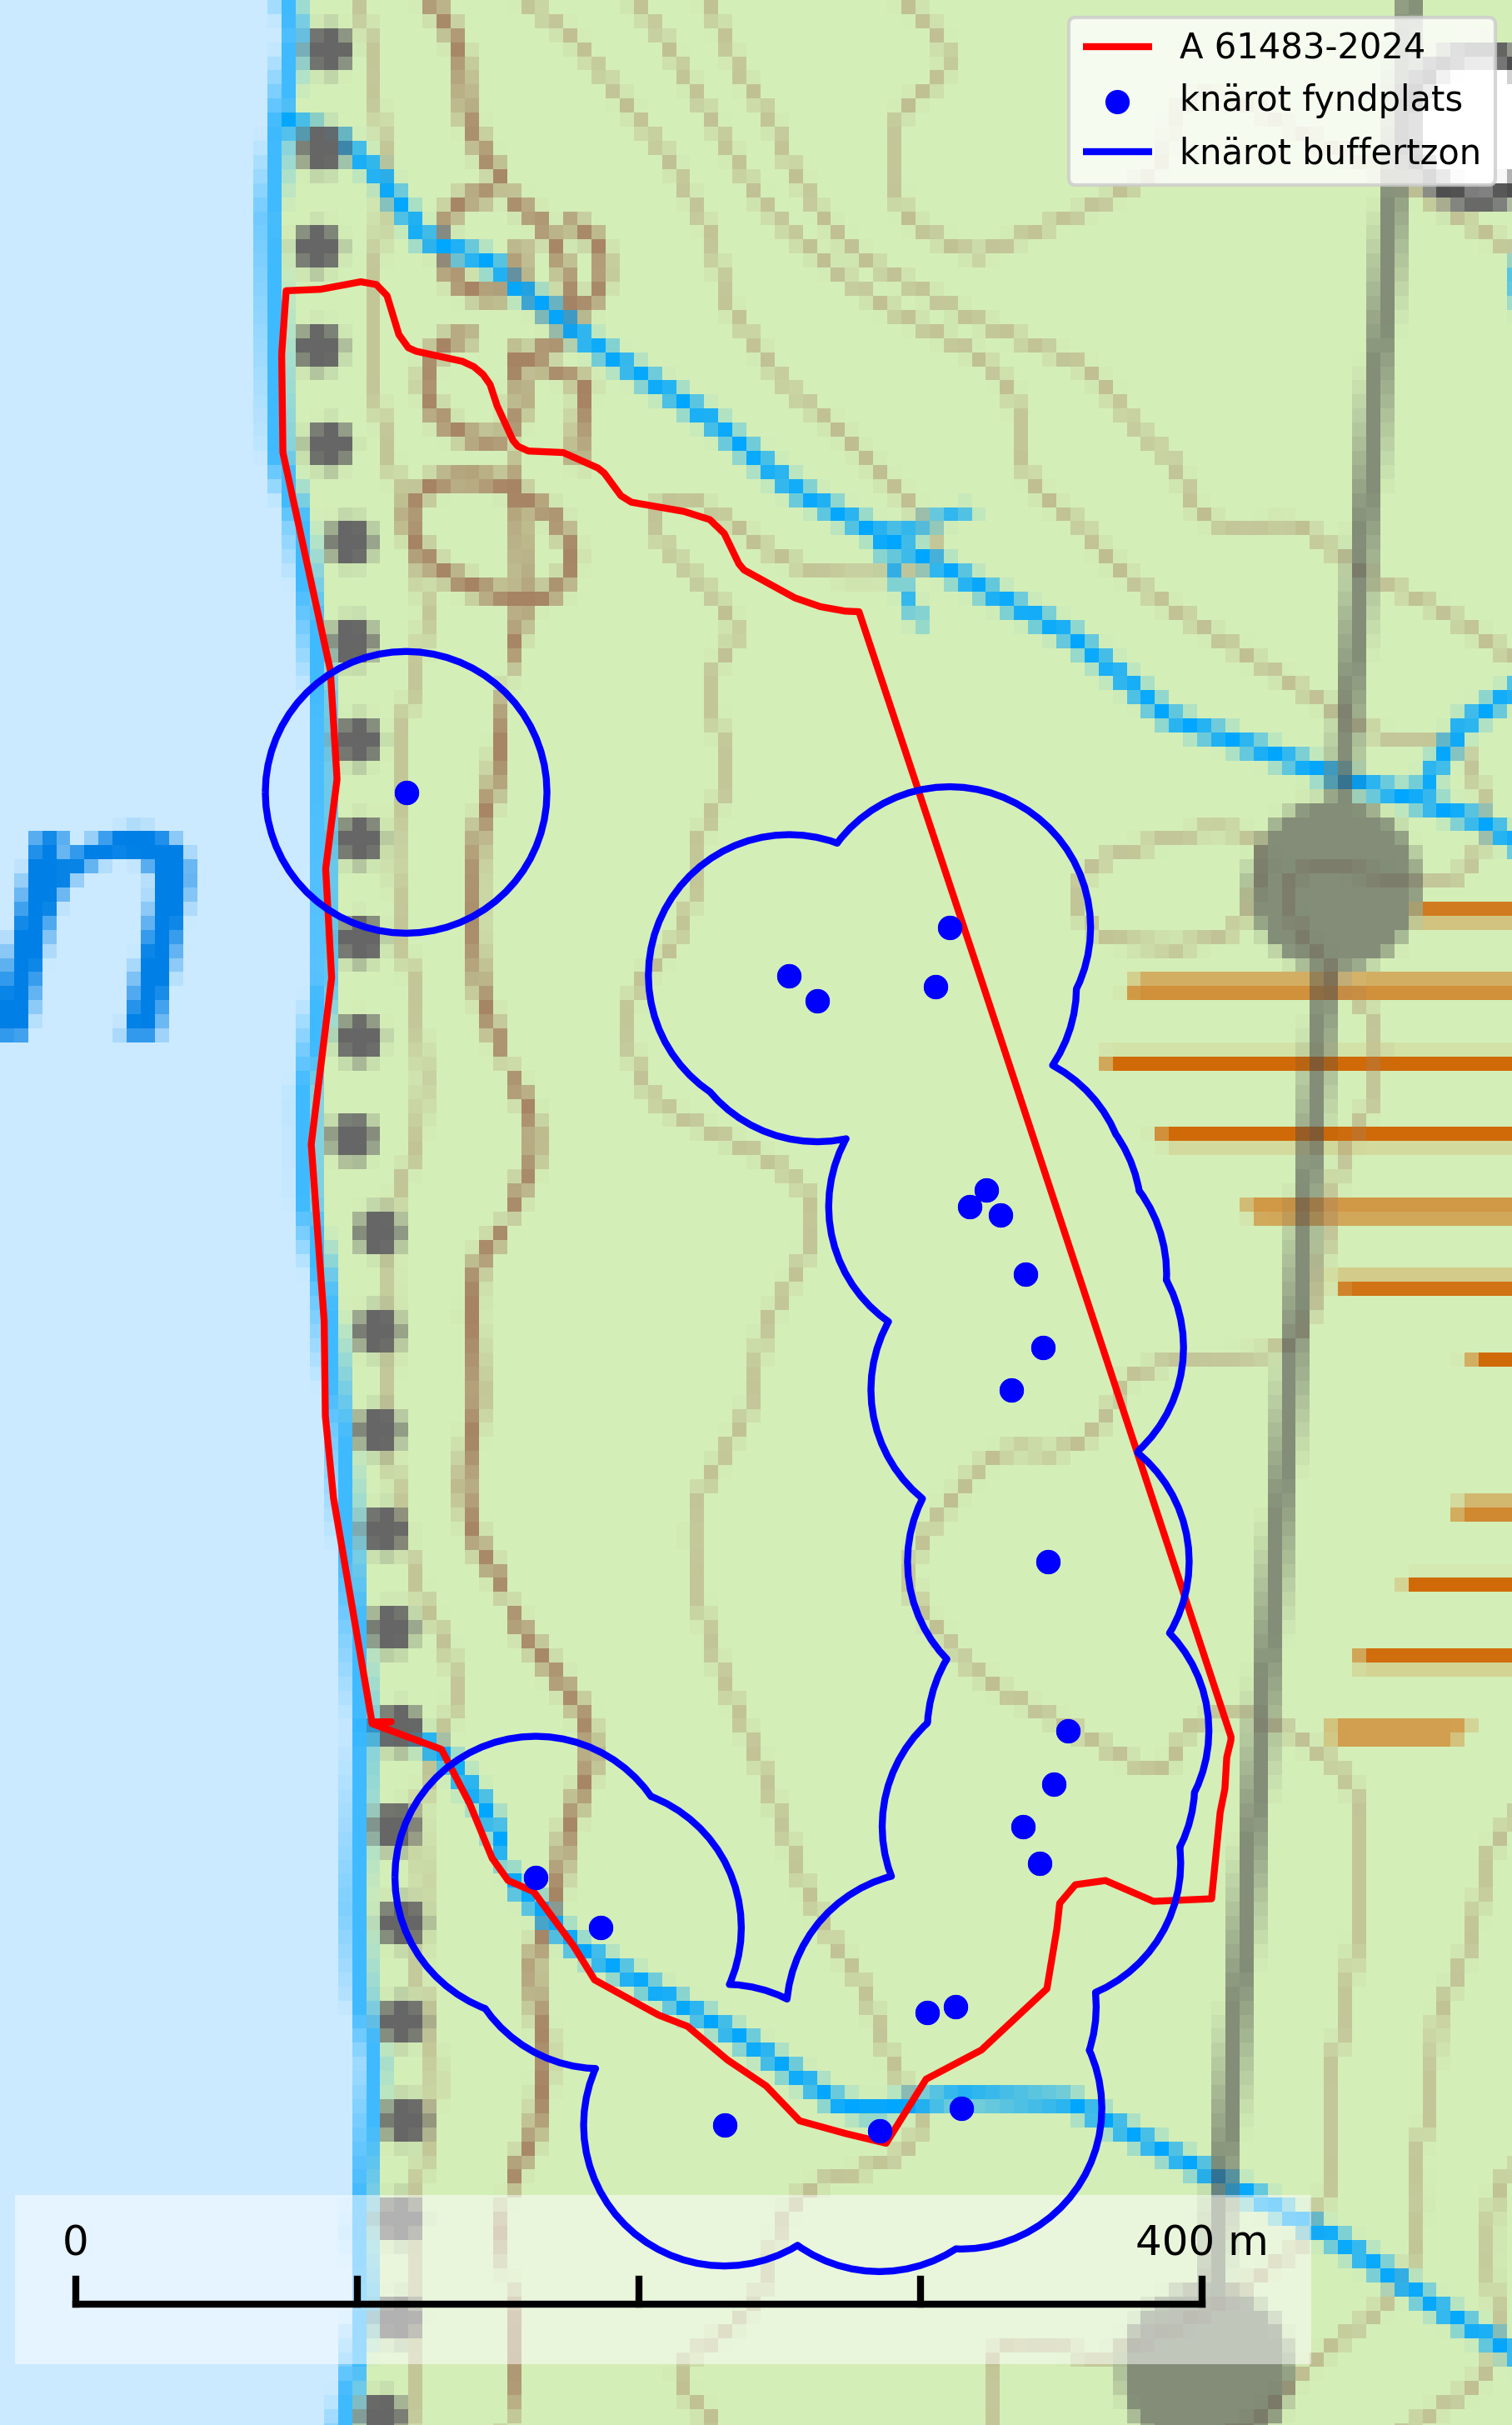 A 61483-2024
knärot fyndplats
knärot buffertzon
n
0 400 m